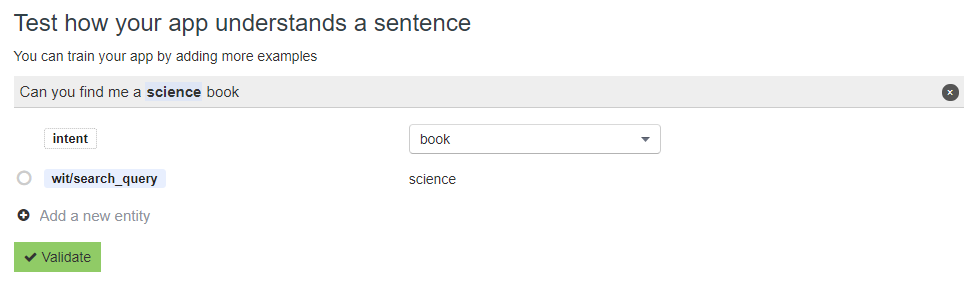 Test how your app understands a sentence
You can train your app by adding more examples
Can you find me a science book
intent book
wit/search_query science
Add a new entity
Validate